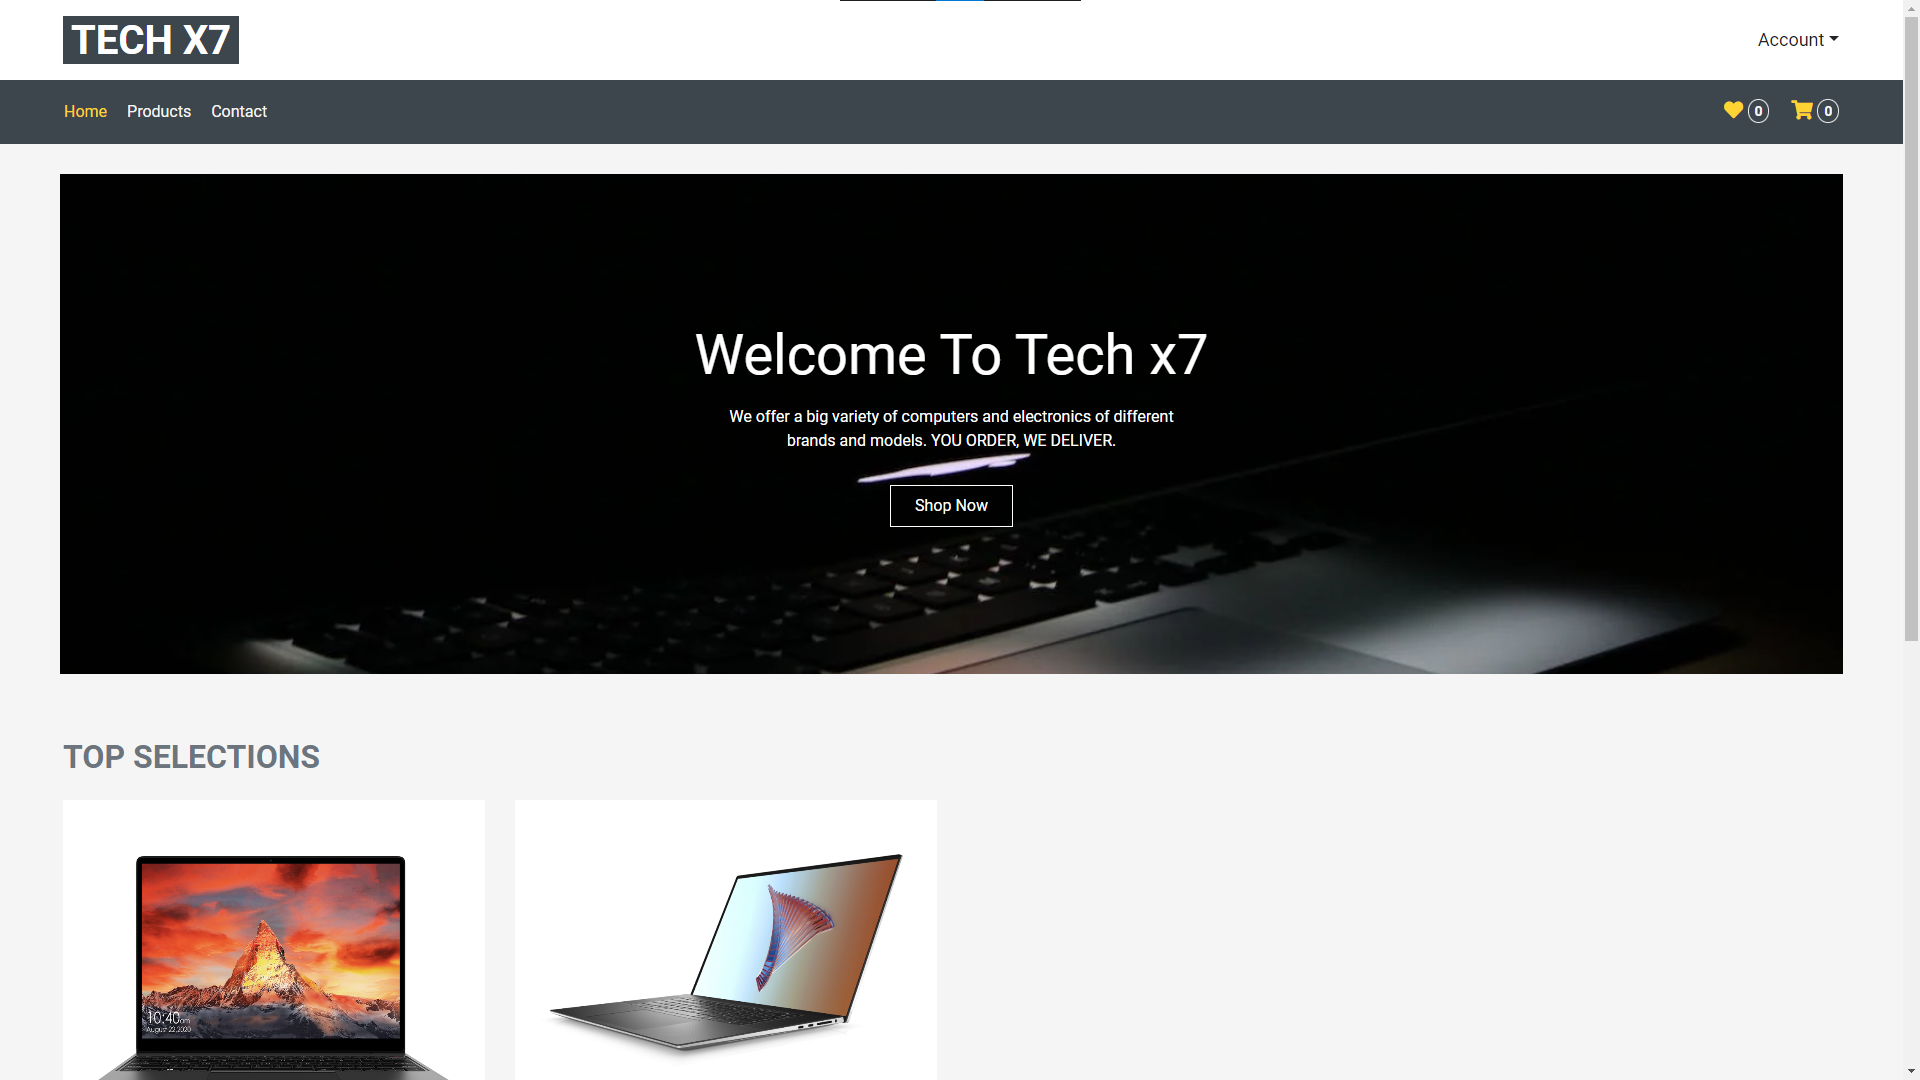 TECH X7
Account
Home Products Contact 0 0
Welcome To Tech x7
We offer a big variety of computers and electronics of different
brands and models. YOU ORDER, WE DELIVER.
Shop Now
TOP SELECTIONS
10:40am
August 22,2020